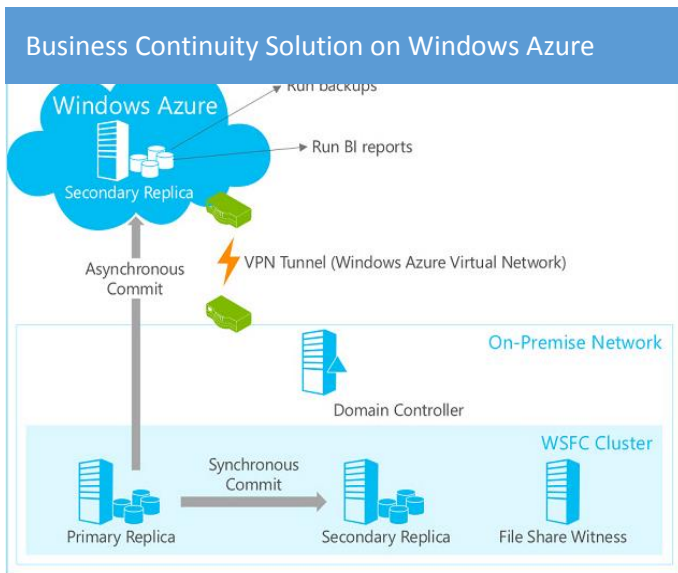 Business Continuity Solution on Windows Azure
Run backups
Windows Azure
Run BI reports
Secondary Replica
Asynchronous
Commit
VPN Tunnel (Windows Azure Virtual Network)
On-Premise Network
Domain Controller
WSFC Cluster
Synchronous
Commit
Primary Replica
Secondary Replica
File Share Witness